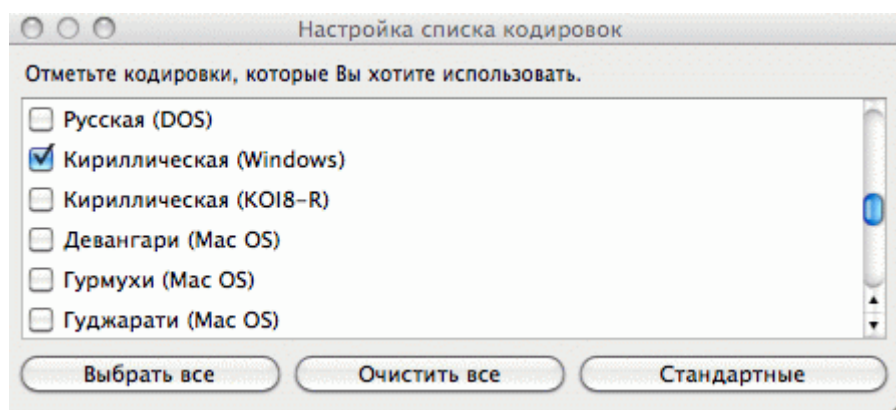 Настройка списка кодировок
Отметьте кодировки, которые Вы хотите использовать.
Русская (DOS)
Кириллическая (Windows)
Кириллическая (KOI8-R)
Девангари (Mac OS)
Гурмухи (Mac OS)
Гуджарати (Mac OS)
Выбрать все Очистить все Стандартные